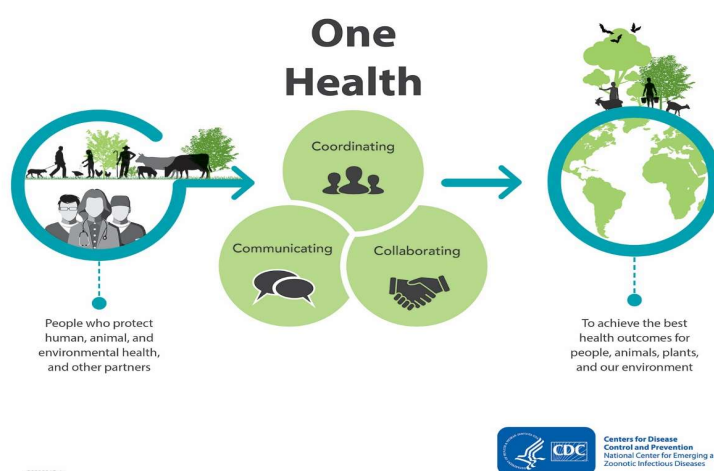 One
Health
Coordinating
Communicating
Collaborating
People who protect
human, animal, and
environmental health,
and other partners
To achieve the best
health outcomes for
people, animals, plants,
and our environment
CDC
Centers for Disease
Control and Prevention
National Center for Emerging a
Zoonotic Infectious Diseases